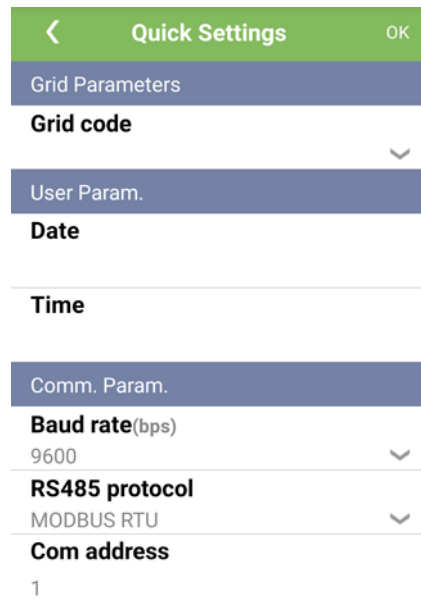 Quick Settings OK
Grid Parameters
Grid code
User Param.
Date
Time
Comm. Param.
Baud rate(bps)
9600
RS485 protocol
MODBUS RTU
Com address
1